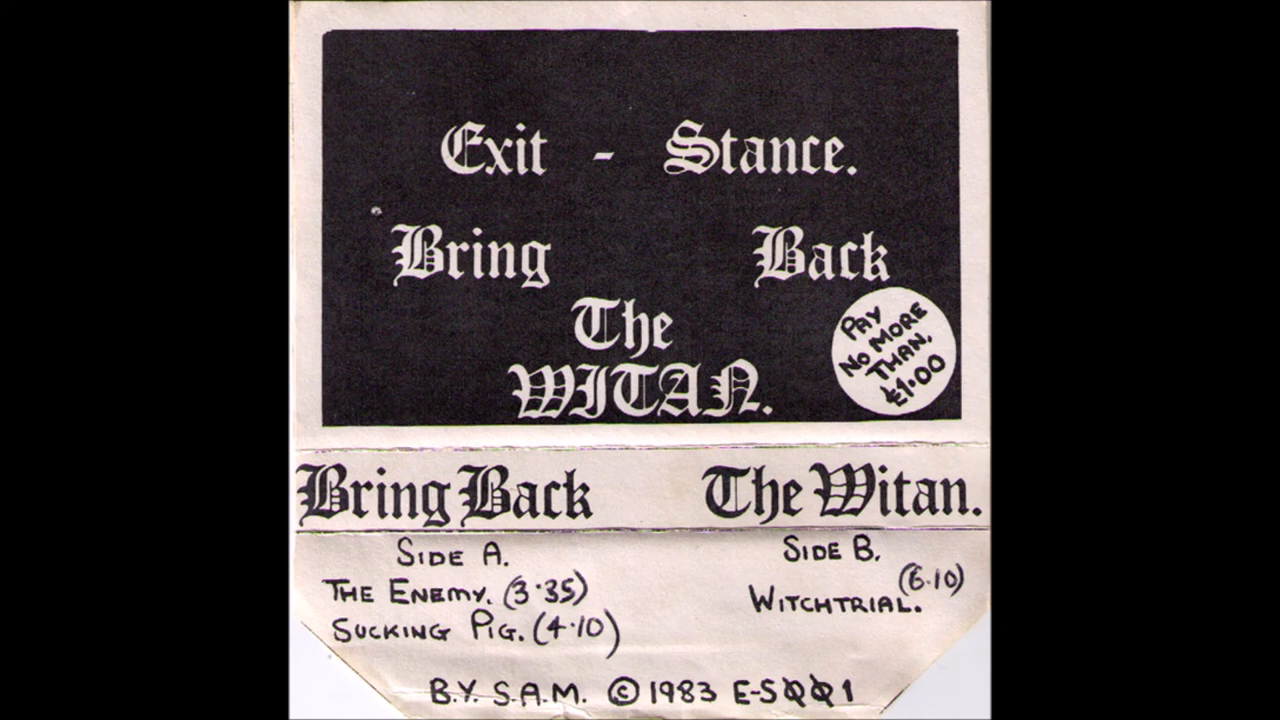 Exit - Stance.
Bring Back
The
WITAN.
PAY
NO MORE
THAN,
£1·00
Bring Back The Witan.
SIDE A.
THE ENEMY. (3·35)
SUCKING PIG. (4·10)
SIDE B.
(6·10)
WITCHTRIAL.
B.Y. S.A.M. © 1983 E-S001